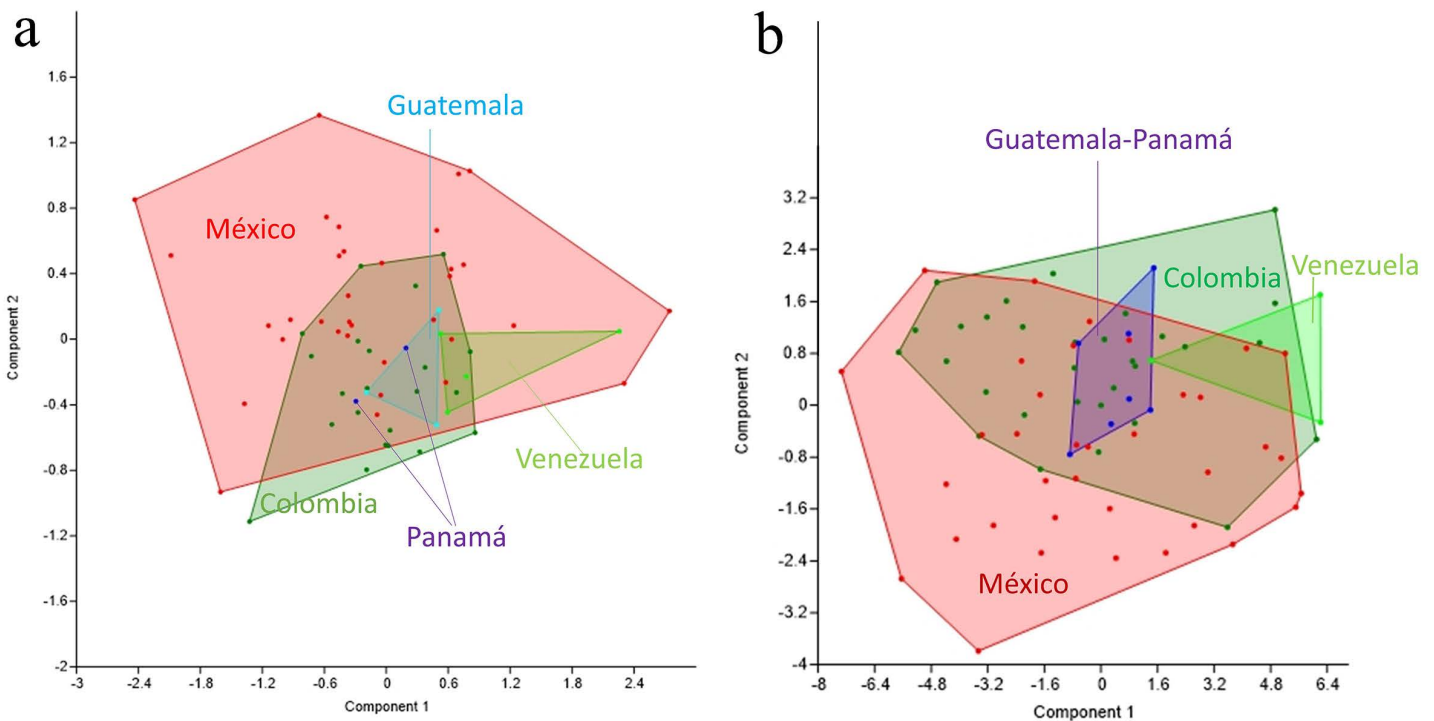 a
1.6
1.2
0.8
0.4
0
-0.4
-0.8
-1.2
-1.6
-2
-3
-2.4
-1.8
-1.2
-0.6
0
0.6
1.2
1.8
2.4
Component 1
Component 2
Guatemala
México
Venezuela
Colombia
Panamá
b
3.2
2.4
1.6
0.8
0
-0.8
-1.6
-2.4
-3.2
-4
-8
-6.4
-4.8
-3.2
-1.6
0
1.6
3.2
4.8
6.4
Component 1
Component 2
Guatemala-Panamá
Colombia
Venezuela
México